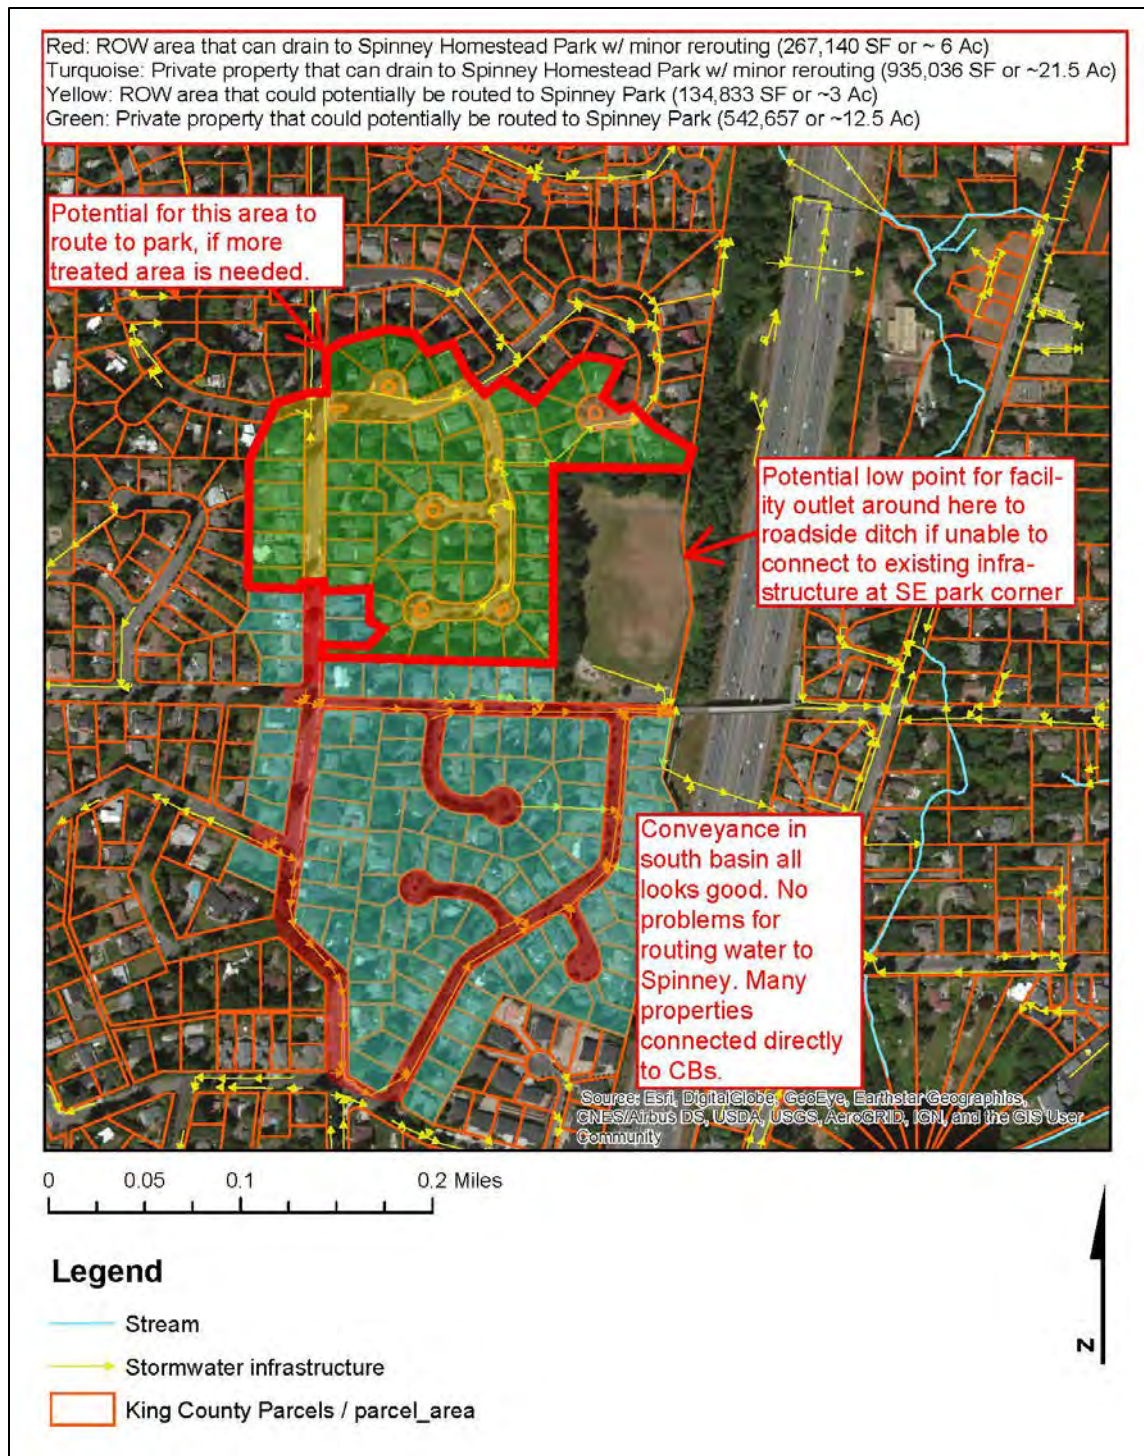 Red: ROW area that can drain to Spinney Homestead Park w/ minor rerouting (267,140 SF or ~ 6 Ac)
Turquoise: Private property that can drain to Spinney Homestead Park w/ minor rerouting (935,036 SF or ~21.5 Ac)
Yellow: ROW area that could potentially be routed to Spinney Park (134,833 SF or ~3 Ac)
Green: Private property that could potentially be routed to Spinney Park (542,657 or ~12.5 Ac)
Potential for this area to
route to park, if more
treated area is needed.
Potential low point for facil-
ity outlet around here to
roadside ditch if unable to
connect to existing infra-
structure at SE park corner
Conveyance in
south basin all
looks good. No
problems for
routing water to
Spinney. Many
properties
connected directly
to CBs.
Source: Esri, DigitalGlobe, GeoEye, Earthstar Geographics,
CNES/Airbus DS, USDA, USGS, AeroGRID, IGN, and the GIS User
Community
0 0.05 0.1 0.2 Miles
Legend
Stream
Stormwater infrastructure
King County Parcels / parcel_area
N